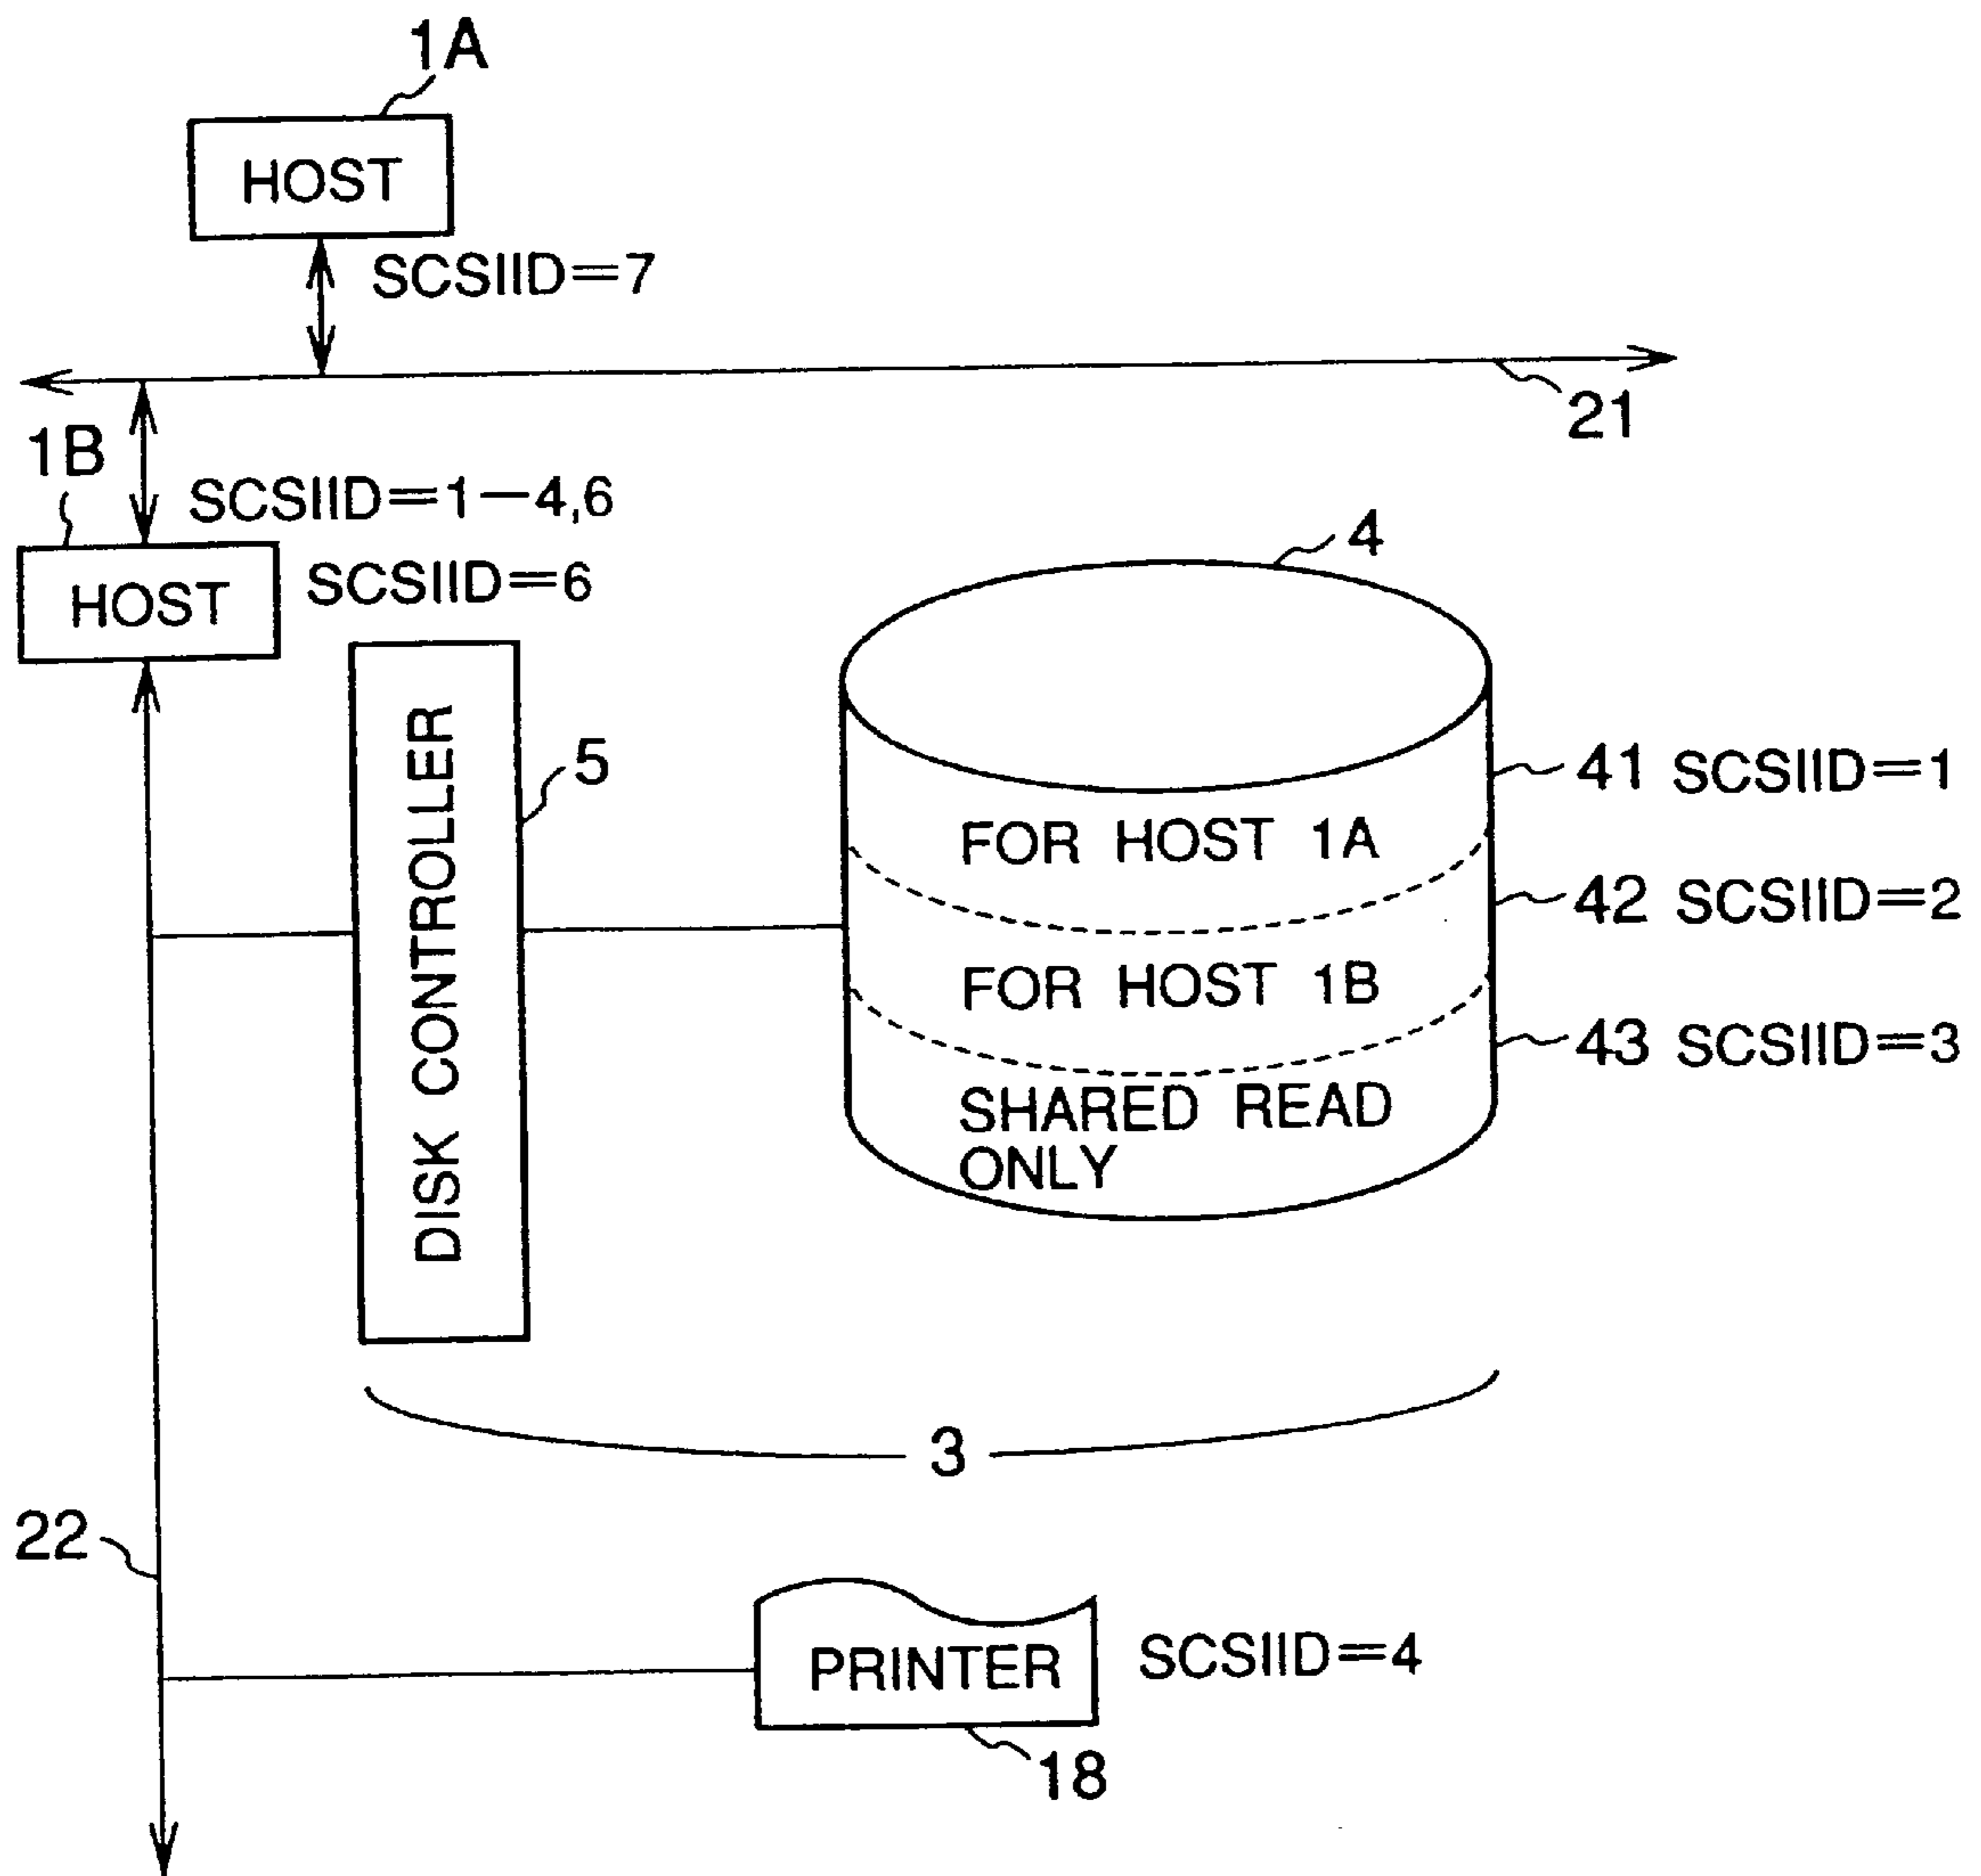 1A
HOST
SCSIID=7
21
1B
SCSIID=1-4,6
HOST
SCSIID=6
4
DISK CONTROLLER
5
41 SCSIID=1
FOR HOST 1A
42 SCSIID=2
FOR HOST 1B
43 SCSIID=3
SHARED READ
ONLY
3
22
PRINTER
SCSIID=4
18